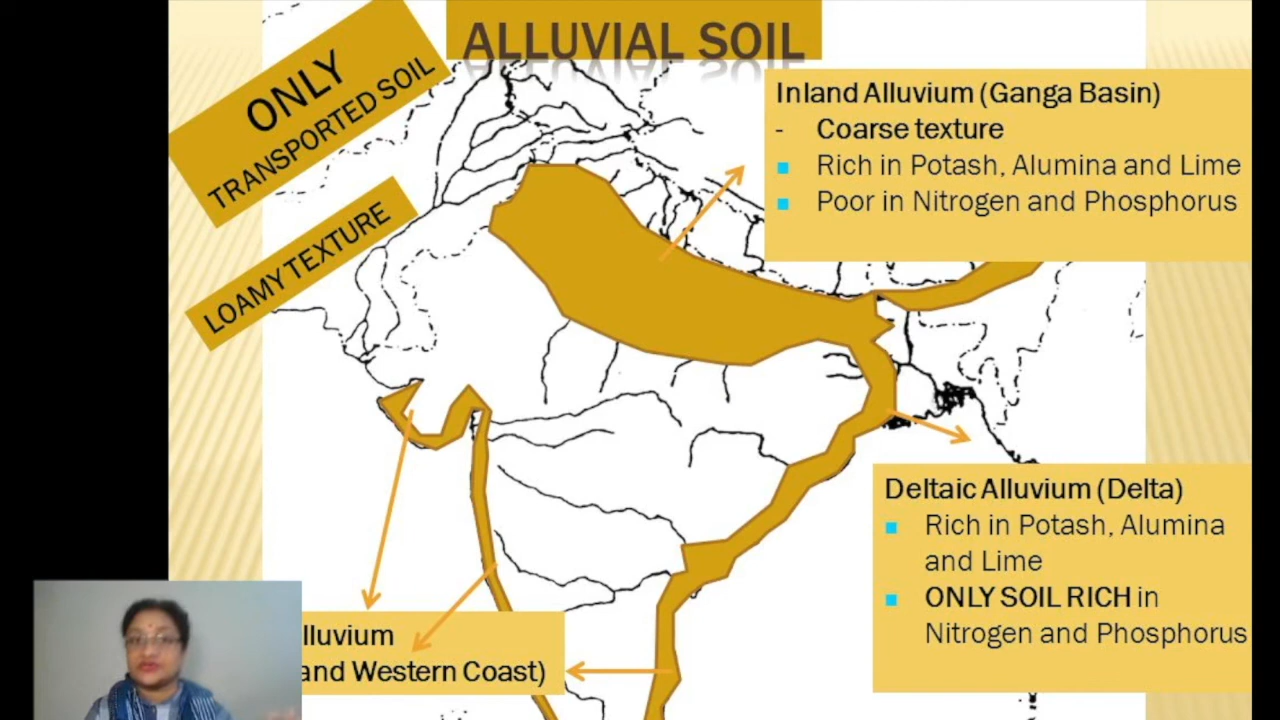 ALLUVIAL SOIL
ONLY
TRANSPORTED SOIL
LOAMY TEXTURE
Inland Alluvium (Ganga Basin)
- Coarse texture
Rich in Potash, Alumina and Lime
Poor in Nitrogen and Phosphorus
Deltaic Alluvium (Delta)
Rich in Potash, Alumina
and Lime
ONLY SOIL RICH in
Nitrogen and Phosphorus
lluvium
and Western Coast)